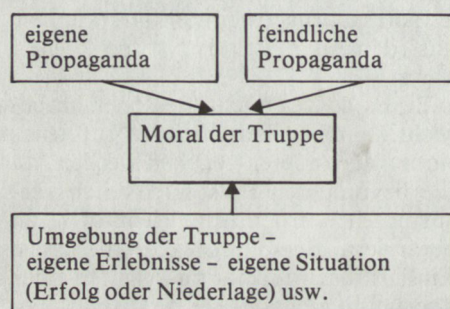 eigene
Propaganda
feindliche
Propaganda
Moral der Truppe
Umgebung der Truppe –
eigene Erlebnisse – eigene Situation
(Erfolg oder Niederlage) usw.